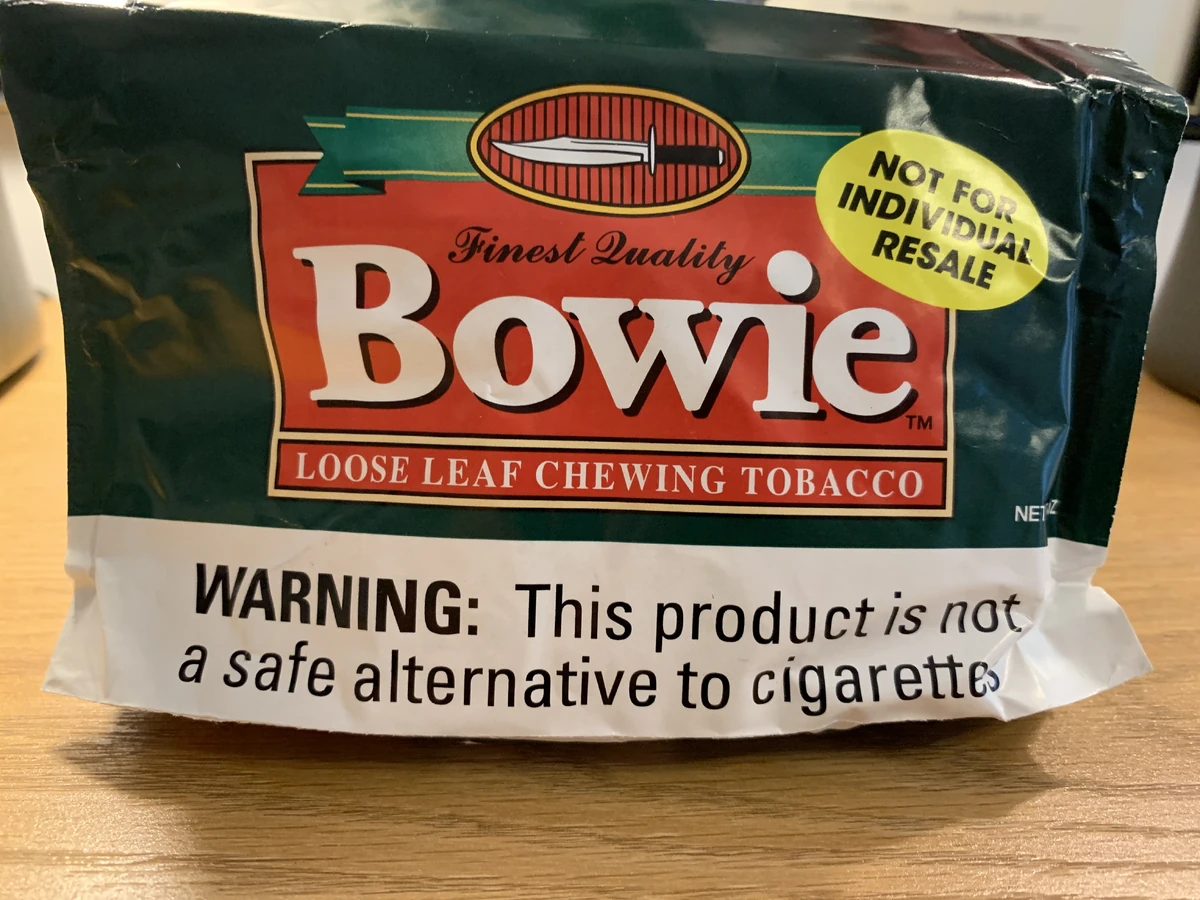 Finest Quality
Bowie
TM
NOT FOR
INDIVIDUAL
RESALE
LOOSE LEAF CHEWING TOBACCO
NET
WARNING: This product is not
a safe alternative to cigarettes